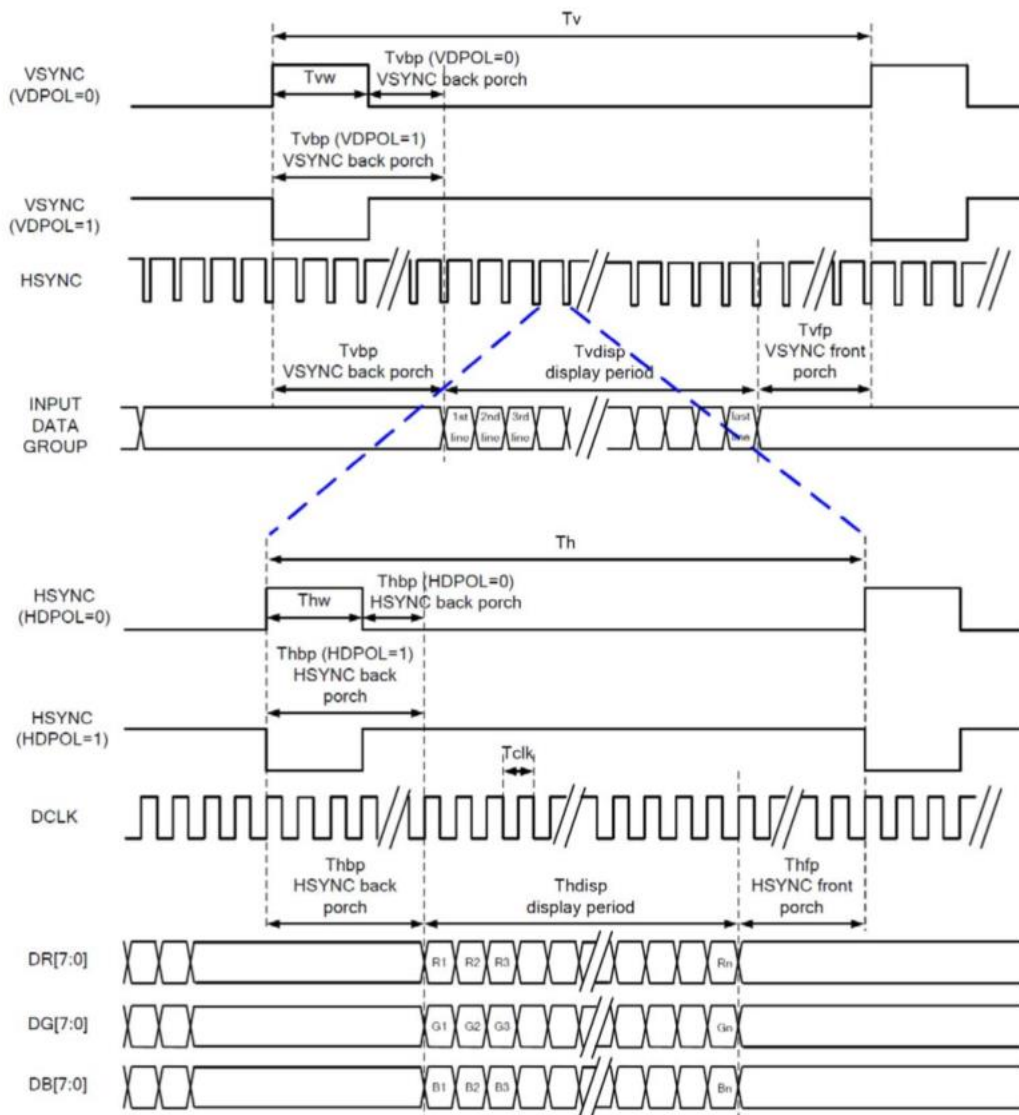 Tv
VSYNC
(VDPOL=0)
Tvw
Tvbp (VDPOL=0)
VSYNC back porch
Tvbp (VDPOL=1)
VSYNC back porch
VSYNC
(VDPOL=1)
HSYNC
Tvbp
VSYNC back porch
Tvdisp
display period
Tvfp
VSYNC front
porch
INPUT
DATA
GROUP
1st
line
2nd
line
3rd
line
last
line
Th
HSYNC
(HDPOL=0)
Thw
Thbp (HDPOL=0)
HSYNC back porch
Thbp (HDPOL=1)
HSYNC back
porch
HSYNC
(HDPOL=1)
Tclk
DCLK
Thbp
HSYNC back
porch
Thdisp
display period
Thfp
HSYNC front
porch
DR[7:0]
R1 R2 R3 Rn
DG[7:0]
G1 G2 G3 Gn
DB[7:0]
B1 B2 B3 Bn